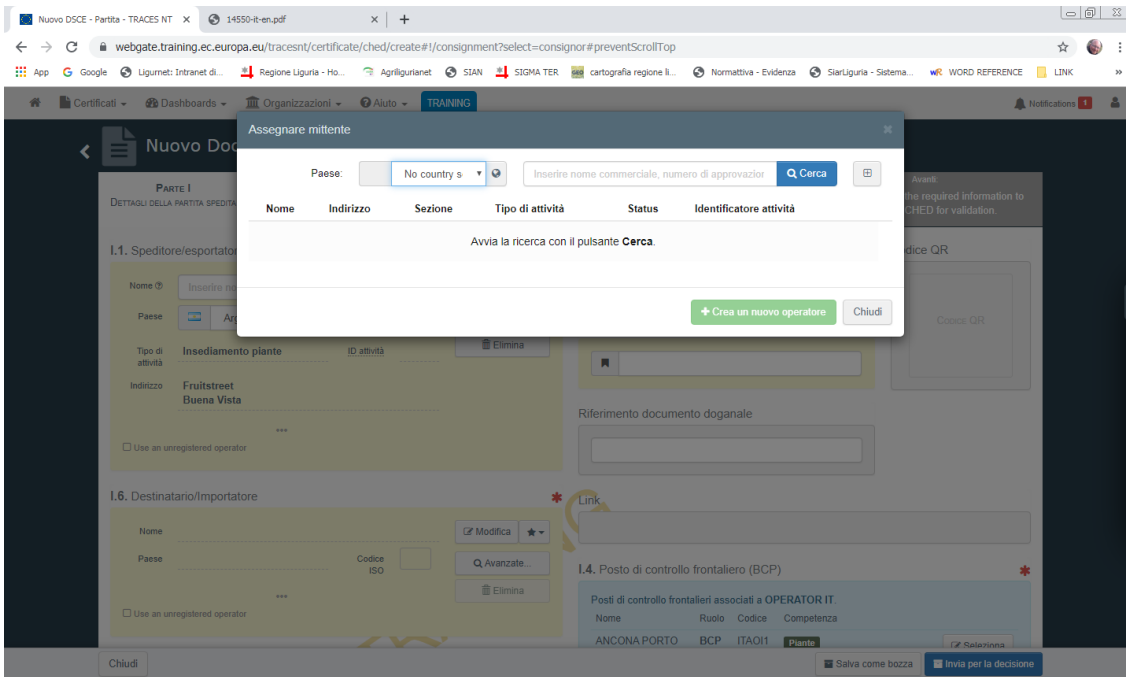 Nuovo DSCE - Partita - TRACES NT
14550-it-en.pdf
webgate.training.ec.europa.eu/tracesnt/certificate/ched/create#!/consignment?select=consignor#preventScrollTop
App Google Ligurnet: Intranet di... Regione Liguria - Ho... Agriligurianet SIAN SIGMA TER cartografia regione li... Normattiva - Evidenza SiarLiguria - Sistema... WORD REFERENCE LINK »
Certificati Dashboards Organizzazioni Aiuto TRAINING Notifications 1
Nuovo Doc
Assegnare mittente
Paese: No country s Inserire nome commerciale, numero di approvazior Cerca
Nome Indirizzo Sezione Tipo di attività Status Identificatore attività
Avvia la ricerca con il pulsante Cerca.
+ Crea un nuovo operatore Chiudi
PARTE I
DETTAGLI DELLA PARTITA SPEDITA
Avanti:
the required information to
CHED for validation.
I.1. Speditore/esportator
Nome Inserire no
Paese Arg
Elimina
Tipo di attività Insediamento piante ID attività
Indirizzo Fruitstreet
Buena Vista
Use an unregistered operator
odice QR
Codice QR
Riferimento documento doganale
I.6. Destinatario/Importatore *
Nome Modifica
Paese Codice ISO Avanzate...
Elimina
Use an unregistered operator
Link
I.4. Posto di controllo frontaliero (BCP) *
Posti di controllo frontalieri associati a OPERATOR IT.
Nome Ruolo Codice Competenza
ANCONA PORTO BCP ITAOI1 Piante Seleziona
Chiudi Salva come bozza Invia per la decisione